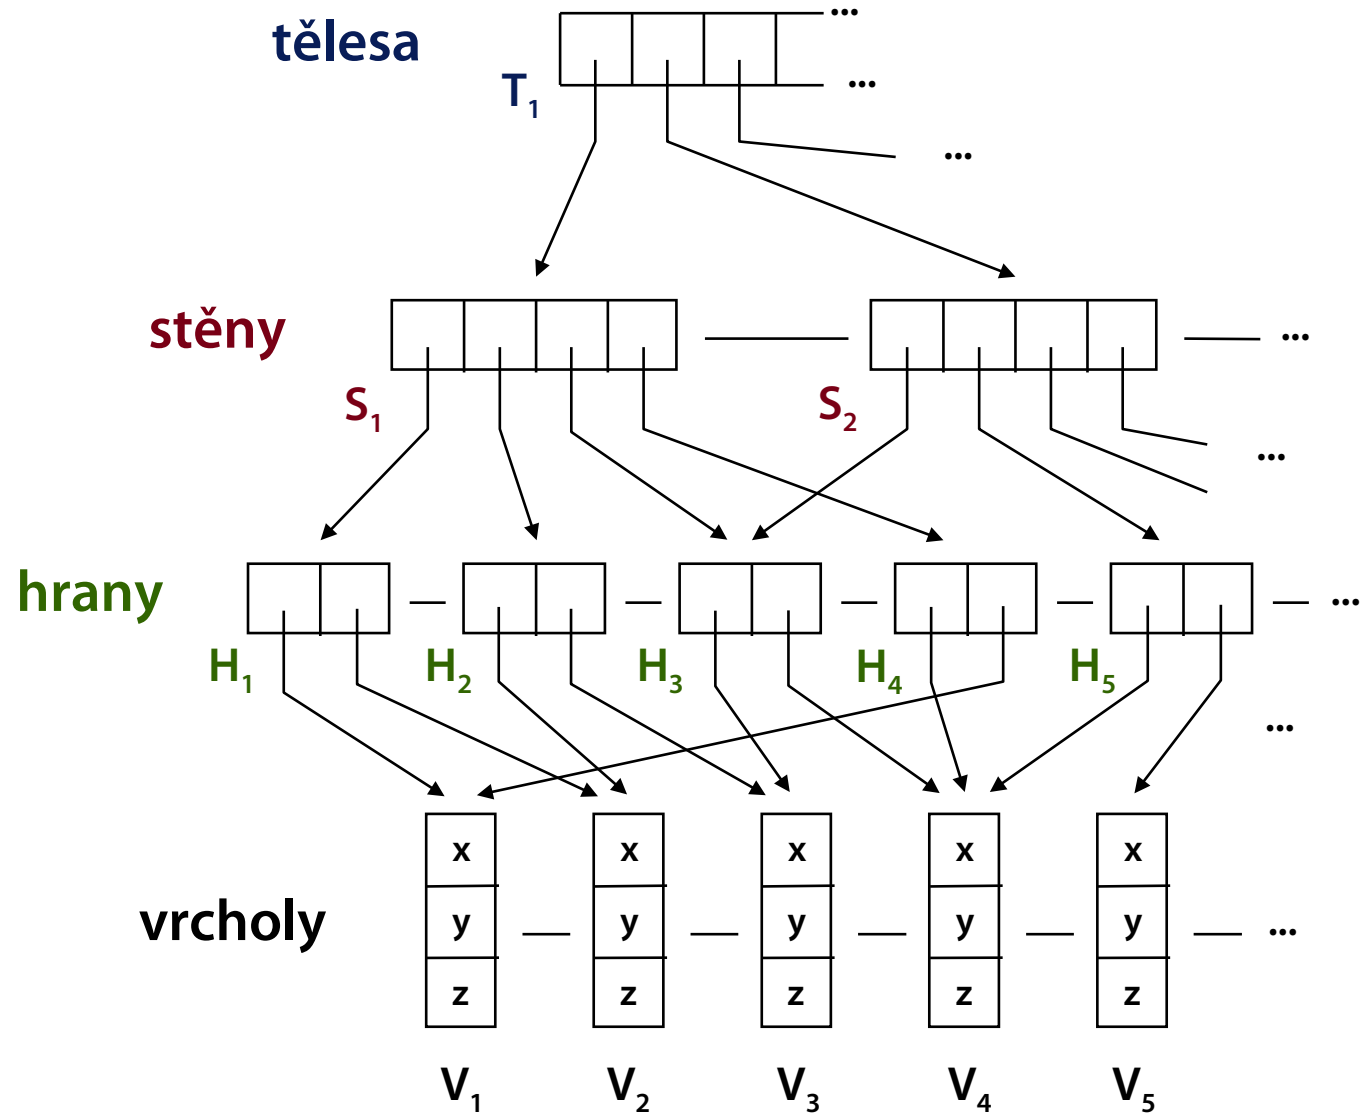 tělesa
...
T1
...
...
stěny
...
S1
S2
...
hrany
...
H1
H2
H3
H4
H5
...
x x x x x
vrcholy
y y y y y
...
z z z z z
V1 V2 V3 V4 V5